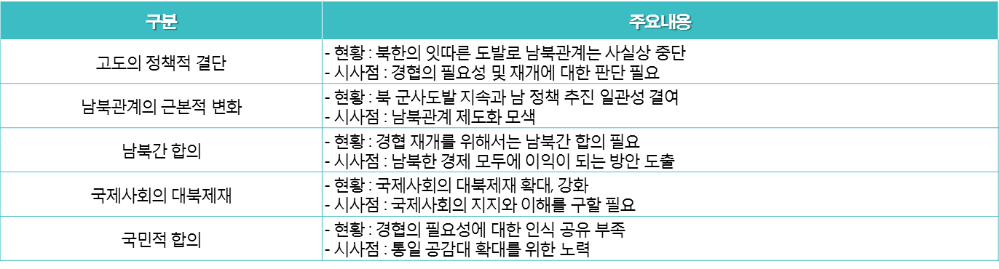 구분
주요내용
고도의 정책적 결단
- 현황 : 북한의 잇따른 도발로 남북관계는 사실상 중단
- 시사점 : 경협의 필요성 및 재개에 대한 판단 필요
남북관계의 근본적 변화
- 현황 : 북 군사도발 지속과 남 정책 추진 일관성 결여
- 시사점 : 남북관계 제도화 모색
남북간 합의
- 현황 : 경협 재개를 위해서는 남북간 합의 필요
- 시사점 : 남북한 경제 모두에 이익이 되는 방안 도출
국제사회의 대북제재
- 현황 : 국제사회의 대북제재 확대, 강화
- 시사점 : 국제사회의 지지와 이해를 구할 필요
국민적 합의
- 현황 : 경협의 필요성에 대한 인식 공유 부족
- 시사점 : 통일 공감대 확대를 위한 노력